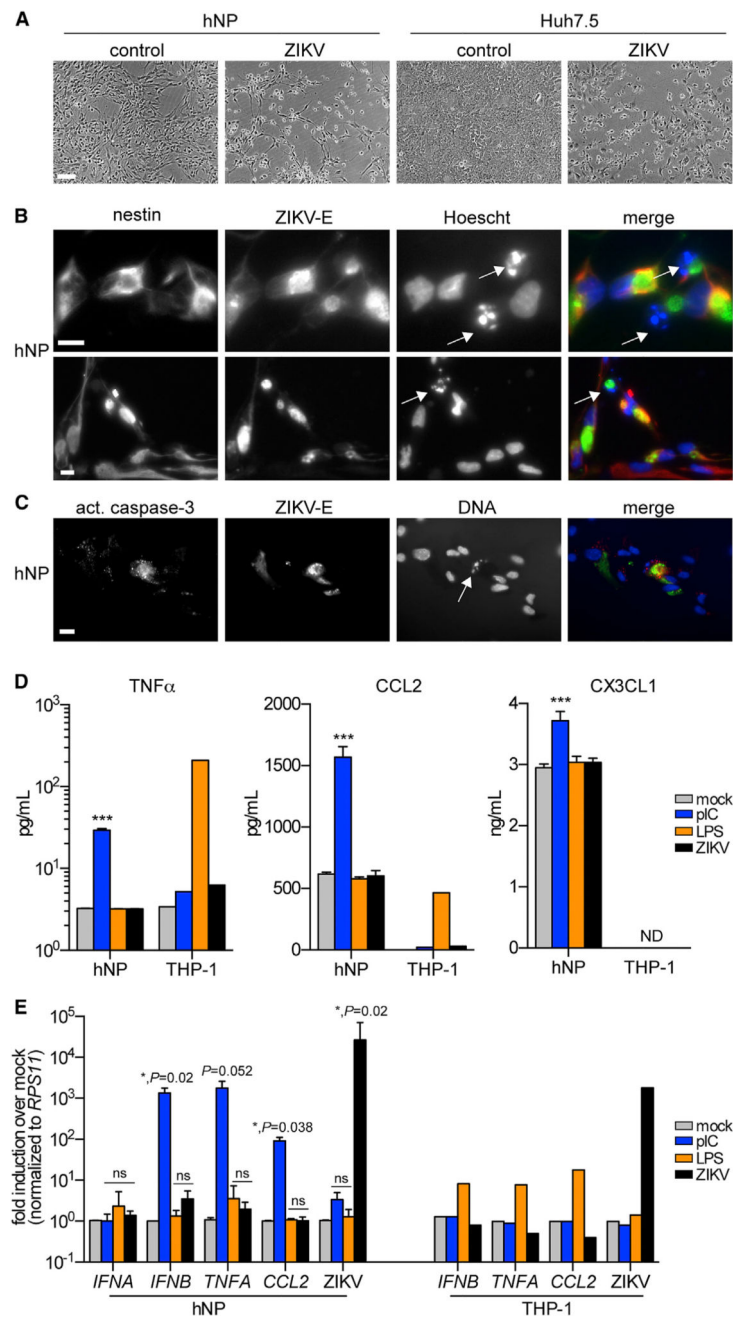 A
hNP Huh7.5
control ZIKV control ZIKV
B
nestin ZIKV-E Hoescht merge
hNP
C
act. caspase-3 ZIKV-E DNA merge
hNP
D
TNFα
pg/mL
10³
10²
10¹
10⁰
hNP THP-1
CCL2
pg/mL
2000
1500
1000
500
0
hNP THP-1
CX3CL1
ng/mL
4
3
2
1
0
hNP THP-1
***
***
***
ND
mock
pIC
LPS
ZIKV
E
fold induction over mock
(normalized to RPS11)
10⁵
10⁴
10³
10²
10¹
10⁰
10⁻¹
*,P=0.02
P=0.052
*,P=0.038
*,P=0.02
ns
ns
ns
ns
ns
IFNA IFNB TNFA CCL2 ZIKV
hNP
IFNB TNFA CCL2 ZIKV
THP-1
mock
pIC
LPS
ZIKV